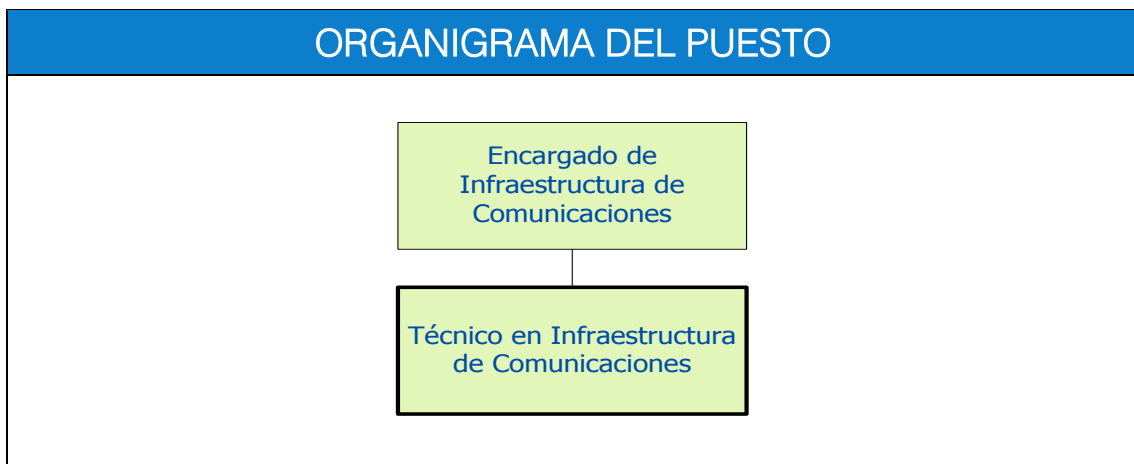 ORGANIGRAMA DEL PUESTO
Encargado de
Infraestructura de
Comunicaciones
Técnico en Infraestructura
de Comunicaciones